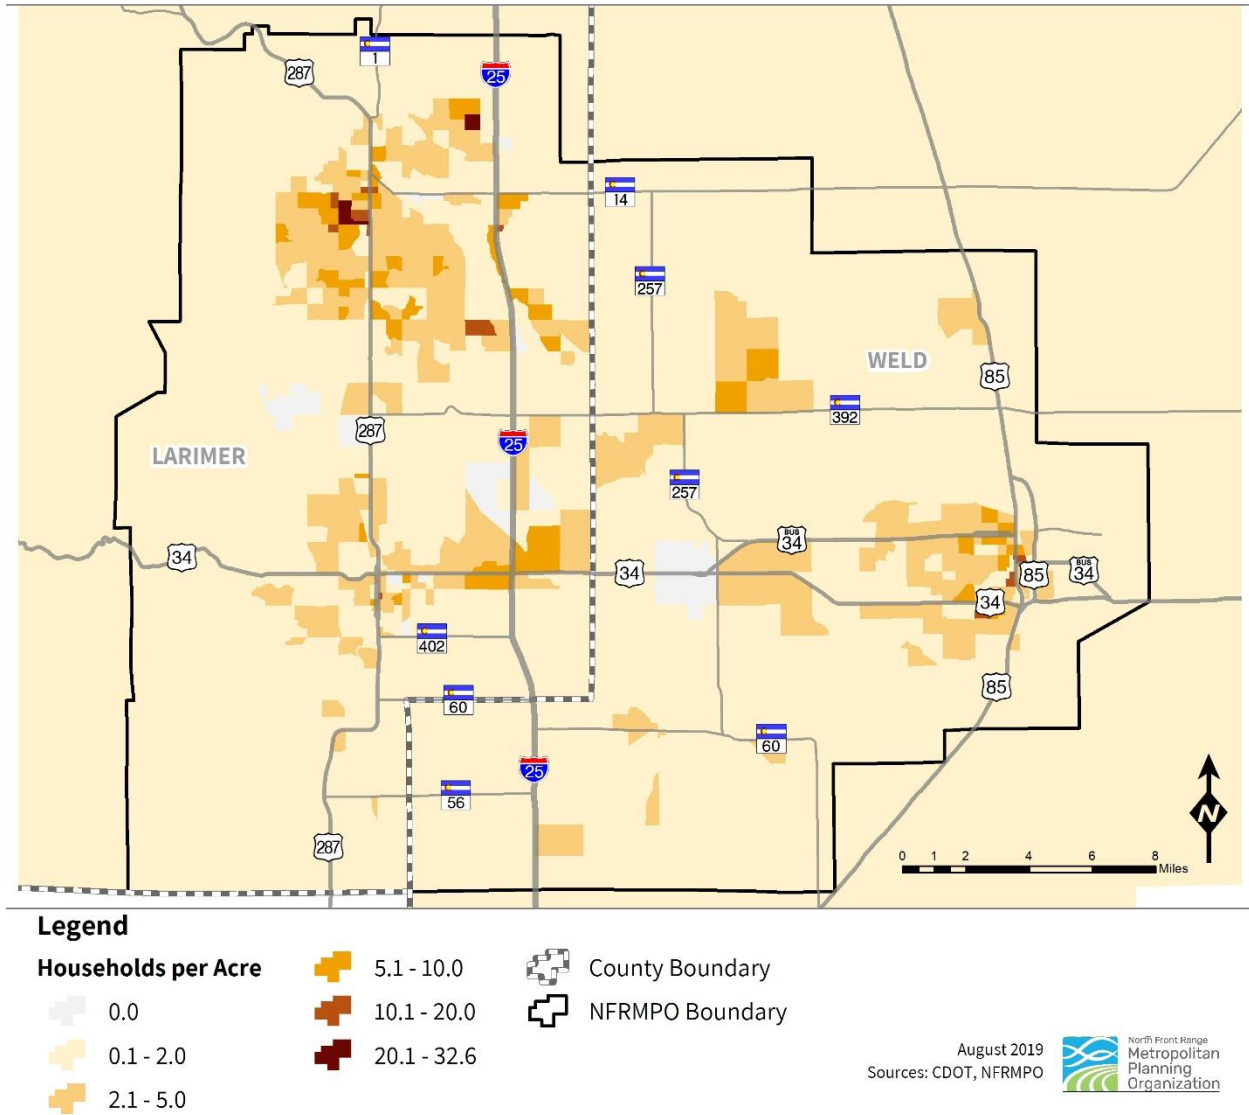 1
287
25
14
257
WELD
85
392
287
25
LARIMER
257
BUS
34
34
34
85
BUS
34
34
402
85
60
60
25
56
N
287
0 1 2 4 6 8
Miles
Legend
Households per Acre
0.0
0.1 - 2.0
2.1 - 5.0
5.1 - 10.0
10.1 - 20.0
20.1 - 32.6
County Boundary
NFRMPO Boundary
August 2019
Sources: CDOT, NFRMPO
North Front Range
Metropolitan
Planning
Organization